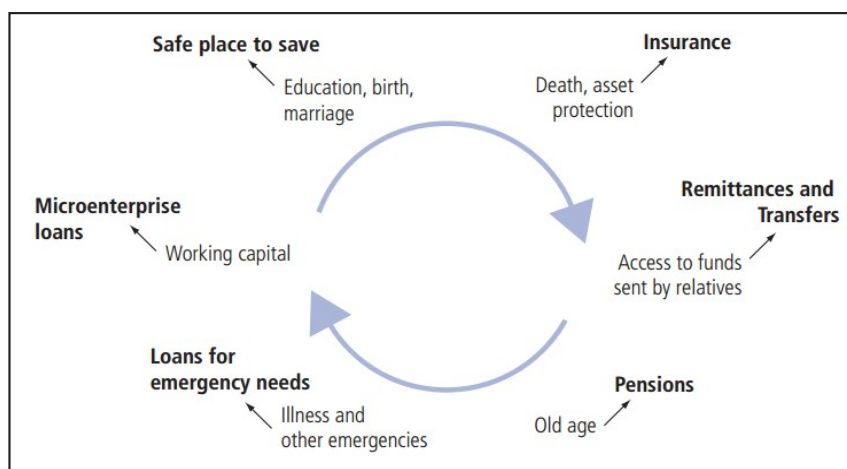 Safe place to save
Education, birth,
marriage
Insurance
Death, asset
protection
Remittances and
Transfers
Access to funds
sent by relatives
Pensions
Old age
Loans for
emergency needs
Illness and
other emergencies
Microenterprise
loans
Working capital